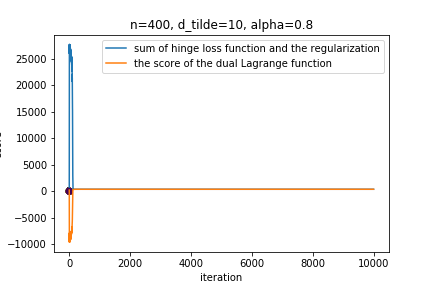 n=400, d_tilde=10, alpha=0.8
sum of hinge loss function and the regularization
the score of the dual Lagrange function
25000
20000
15000
10000
5000
0
−5000
−10000
0 2000 4000 6000 8000 10000
iteration